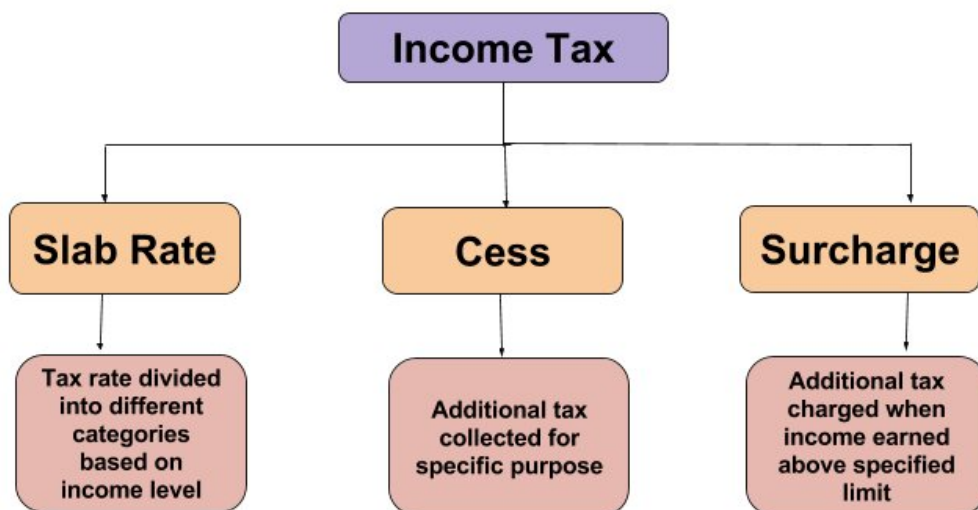 Income Tax
Slab Rate
Cess
Surcharge
Tax rate divided
into different
categories
based on
income level
Additional tax
collected for
specific purpose
Additional tax
charged when
income earned
above specified
limit